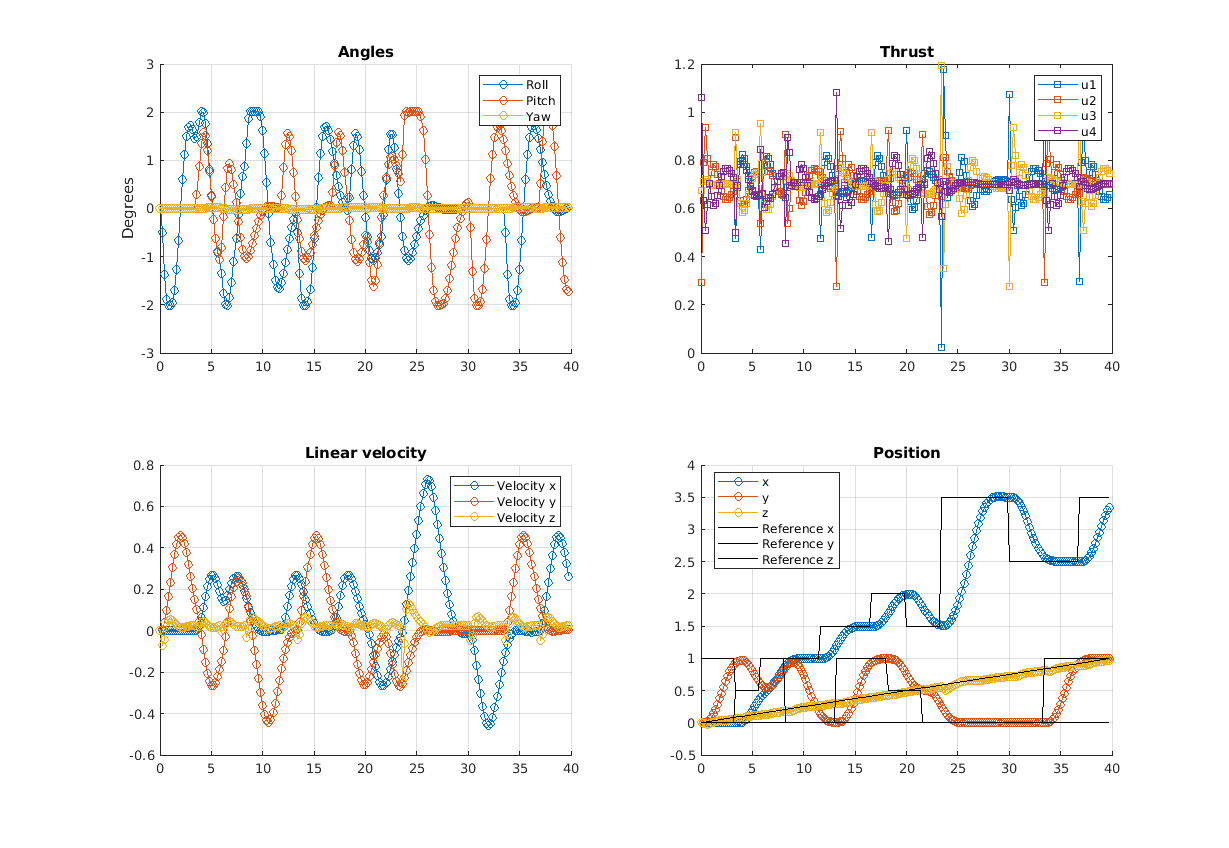 Angles
3
2
1
0
-1
-2
-3
Degrees
0 5 10 15 20 25 30 35 40
Roll
Pitch
Yaw
Thrust
1.2
1
0.8
0.6
0.4
0.2
0
0 5 10 15 20 25 30 35 40
u1
u2
u3
u4
Linear velocity
0.8
0.6
0.4
0.2
0
-0.2
-0.4
-0.6
0 5 10 15 20 25 30 35 40
Velocity x
Velocity y
Velocity z
Position
4
3.5
3
2.5
2
1.5
1
0.5
0
-0.5
0 5 10 15 20 25 30 35 40
x
y
z
Reference x
Reference y
Reference z